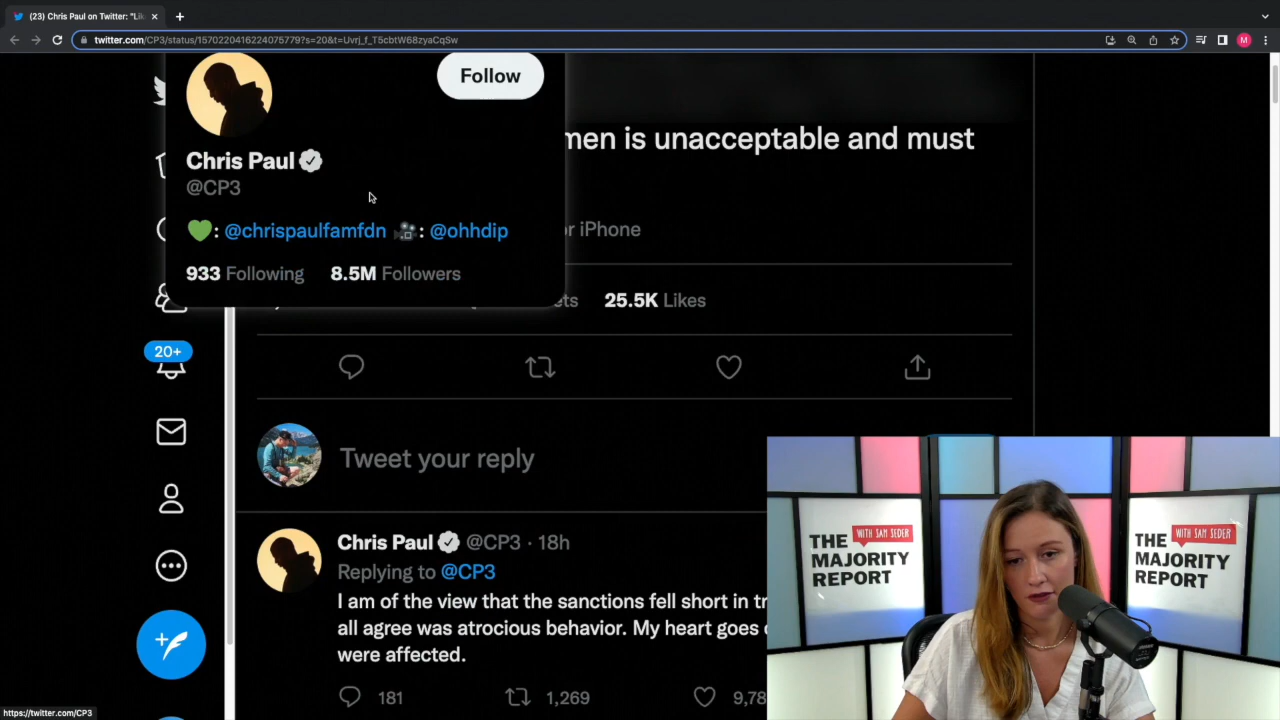 (23) Chris Paul on Twitter: "Lik
twitter.com/CP3/status/1570220416224075779?s=20&t=Uvrj_f_T5cbtW68zyaCqSw
M
Follow
men is unacceptable and must
Chris Paul
@CP3
💚: @chrispaulfamfdn 🎥: @ohhdip
or iPhone
933 Following 8.5M Followers
ts 25.5K Likes
20+
Tweet your reply
Chris Paul @CP3 · 18h
Replying to @CP3
I am of the view that the sanctions fell short in tr
all agree was atrocious behavior. My heart goes
were affected.
181 1,269 9,78
https://twitter.com/CP3
THE MAJORITY REPORT
WITH SAM SEDER
THE MAJORITY REPORT
WITH SAM SEDER